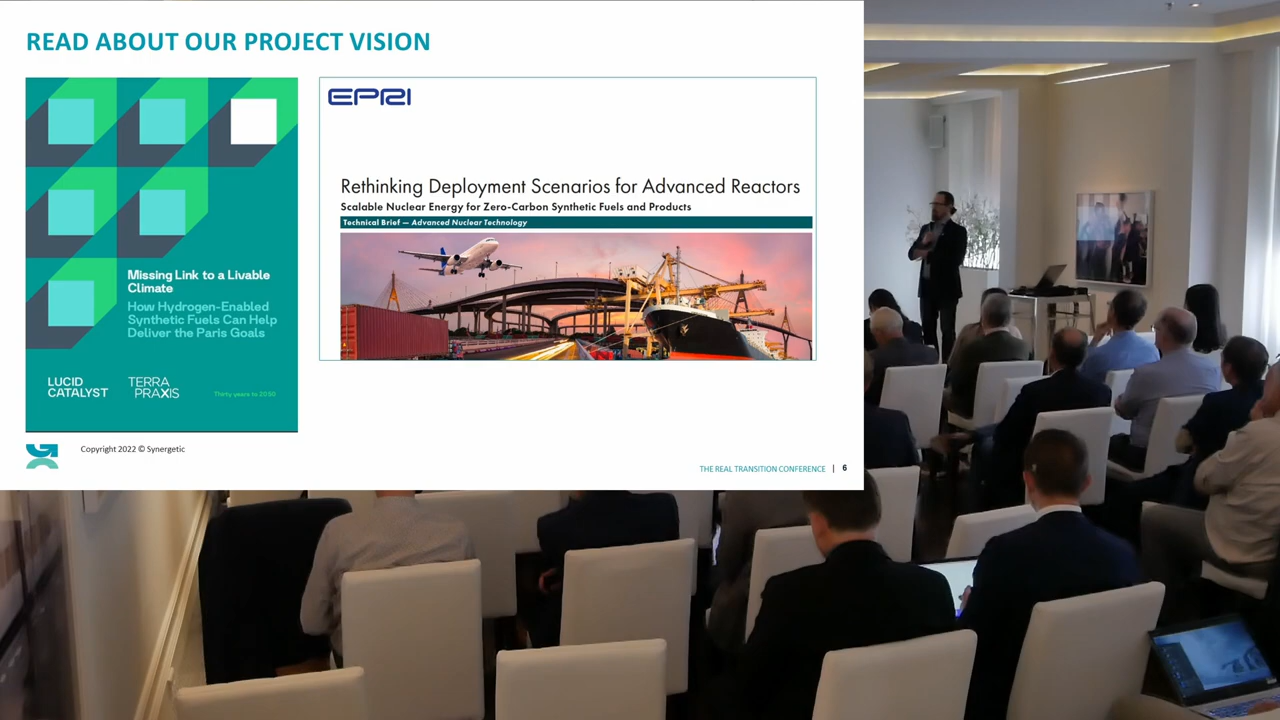 READ ABOUT OUR PROJECT VISION
EPRI
Rethinking Deployment Scenarios for Advanced Reactors
Scalable Nuclear Energy for Zero-Carbon Synthetic Fuels and Products
Technical Brief — Advanced Nuclear Technology
Missing Link to a Livable
Climate
How Hydrogen-Enabled
Synthetic Fuels Can Help
Deliver the Paris Goals
LUCID
CATALYST
TERRA
PRAXIS
Thirty years to 2050
Copyright 2022 © Synergetic
THE REAL TRANSITION CONFERENCE | 6